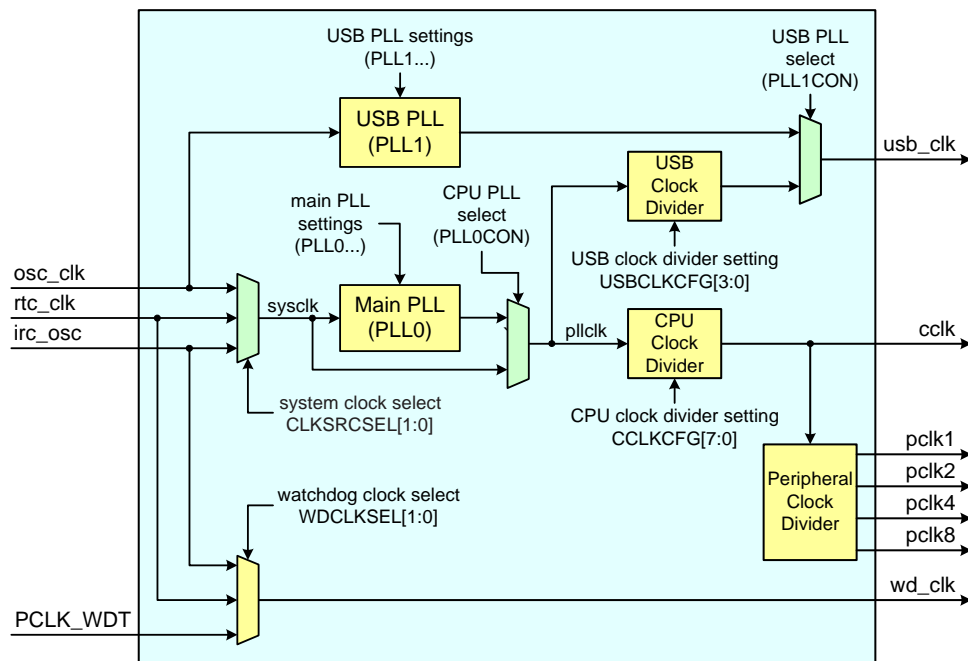 USB PLL settings
(PLL1...)
USB PLL
select
(PLL1CON)
USB PLL
(PLL1)
usb_clk
USB
Clock
Divider
main PLL
settings
(PLL0...)
CPU PLL
select
(PLL0CON)
USB clock divider setting
USBCLKCFG[3:0]
osc_clk
rtc_clk
irc_osc
sysclk
Main PLL
(PLL0)
pllclk
CPU
Clock
Divider
cclk
system clock select
CLKSRCSEL[1:0]
CPU clock divider setting
CCLKCFG[7:0]
Peripheral
Clock
Divider
pclk1
pclk2
pclk4
pclk8
watchdog clock select
WDCLKSEL[1:0]
wd_clk
PCLK_WDT